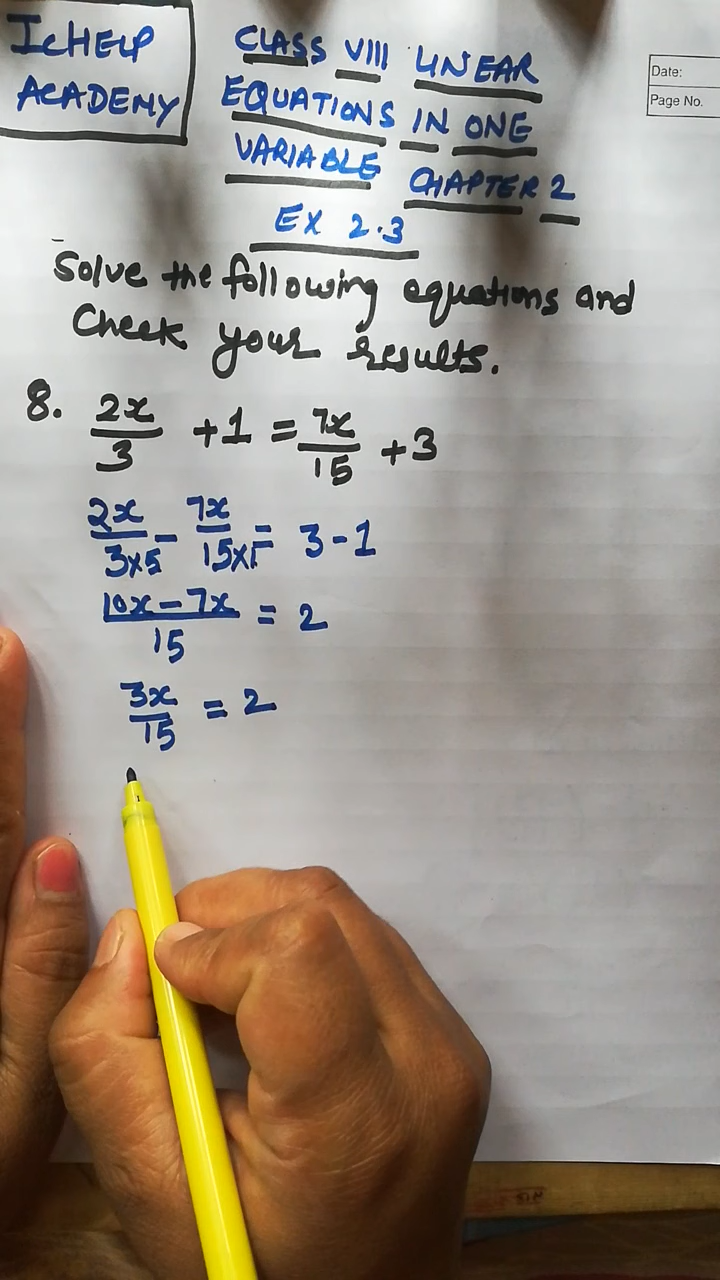 IcHELP
ACADEMY
CLASS VIII LINEAR
EQUATIONS IN ONE
VARIABLE CHAPTER 2
EX 2.3
Date:
Page No.
Solve the following equations and
Check your results.
8. 2x/3 + 1 = 7x/15 + 3
2x/3×5 - 7x/15×1 = 3-1
10x-7x/15 = 2
3x/15 = 2